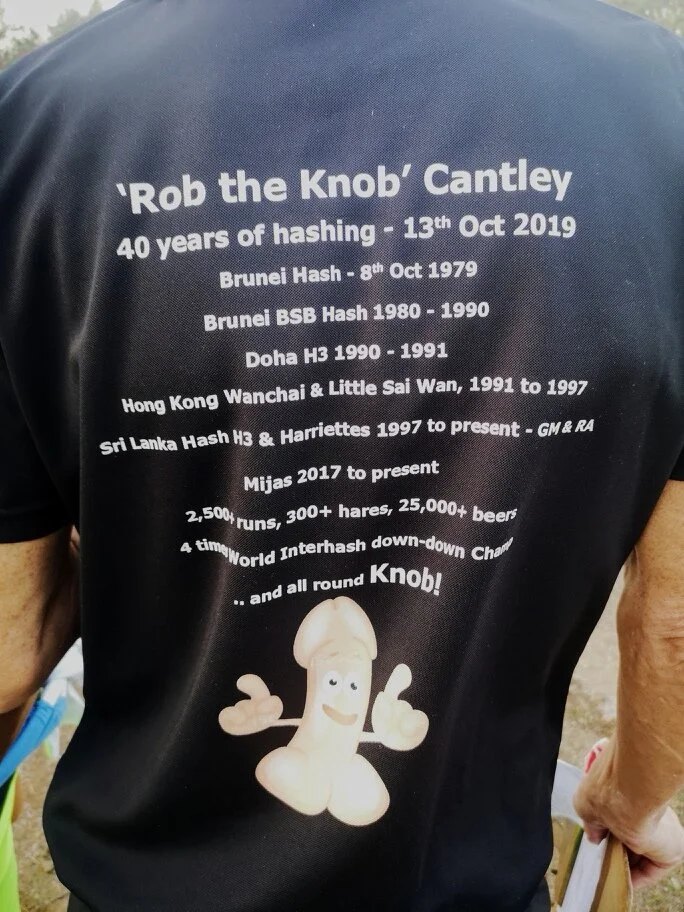 ‘Rob the Knob’ Cantley
40 years of hashing - 13th Oct 2019
Brunei Hash - 8th Oct 1979
Brunei BSB Hash 1980 - 1990
Doha H3 1990 - 1991
Hong Kong Wanchai & Little Sai Wan, 1991 to 1997
Sri Lanka Hash H3 & Harriettes 1997 to present - GM & RA
Mijas 2017 to present
2,500+ runs, 300+ hares, 25,000+ beers
4 time World Interhash down-down
.. and all round Knob!